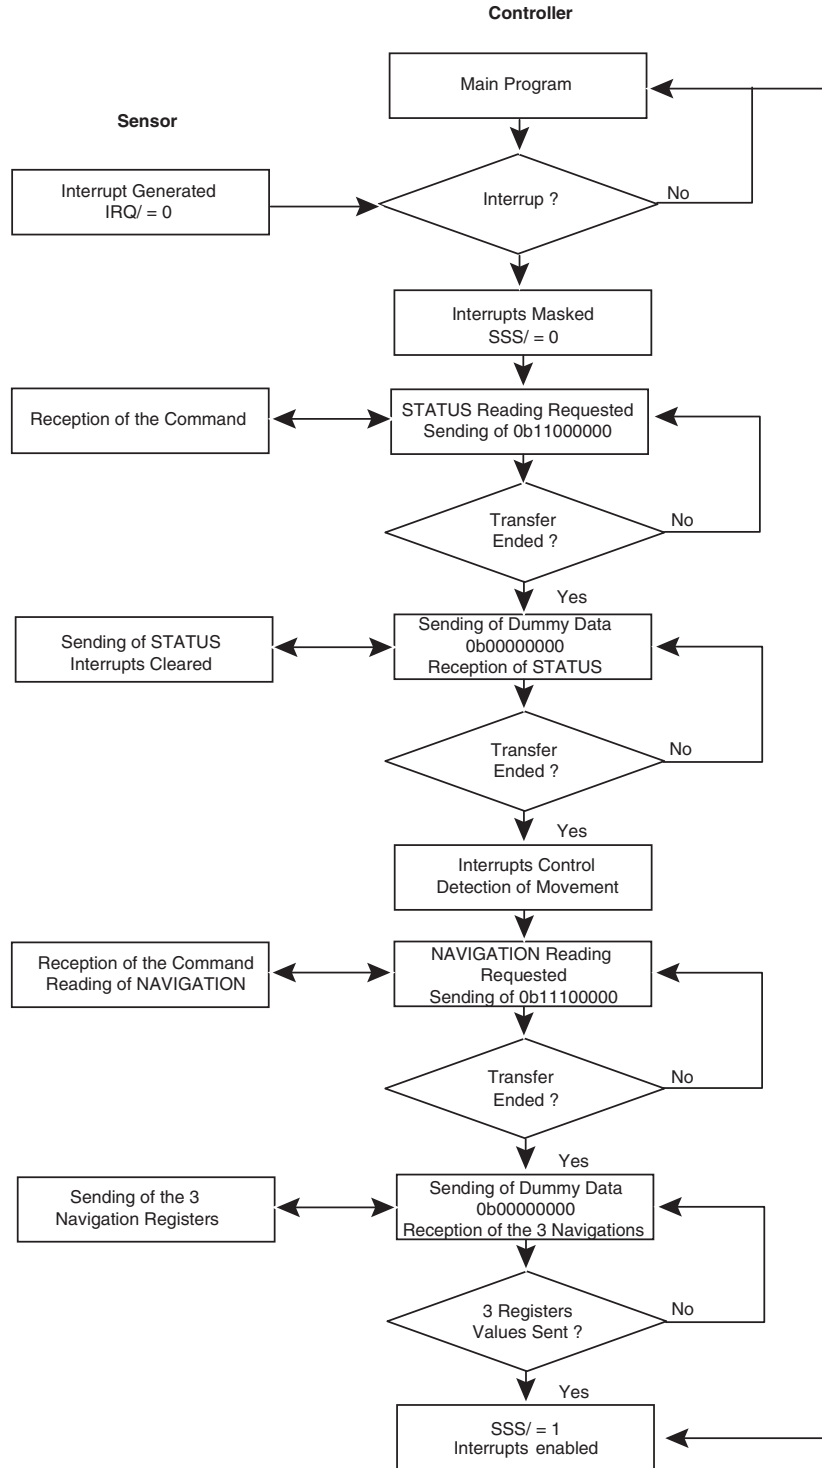 Controller
Main Program
Sensor
Interrupt Generated
IRQ/ = 0
Interrup ?
No
Interrupts Masked
SSS/ = 0
Reception of the Command
STATUS Reading Requested
Sending of 0b11000000
Transfer
Ended ?
No
Yes
Sending of STATUS
Interrupts Cleared
Sending of Dummy Data
0b00000000
Reception of STATUS
Transfer
Ended ?
No
Yes
Interrupts Control
Detection of Movement
Reception of the Command
Reading of NAVIGATION
NAVIGATION Reading
Requested
Sending of 0b11100000
Transfer
Ended ?
No
Yes
Sending of the 3
Navigation Registers
Sending of Dummy Data
0b00000000
Reception of the 3 Navigations
3 Registers
Values Sent ?
No
Yes
SSS/ = 1
Interrupts enabled